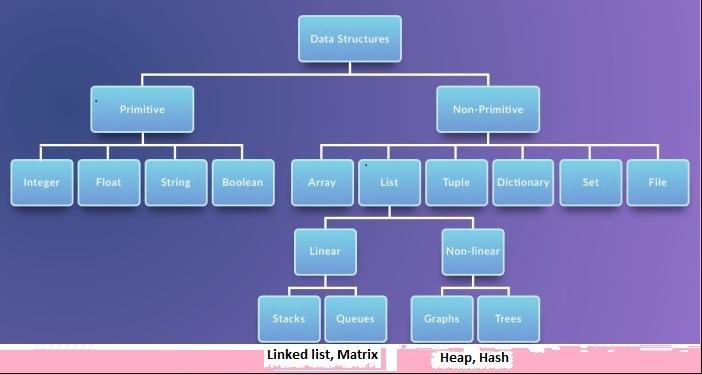 Data Structures
Primitive
Non-Primitive
Integer
Float
String
Boolean
Array
List
Tuple
Dictionary
Set
File
Linear
Non-linear
Stacks
Queues
Graphs
Trees
Linked list, Matrix
Heap, Hash